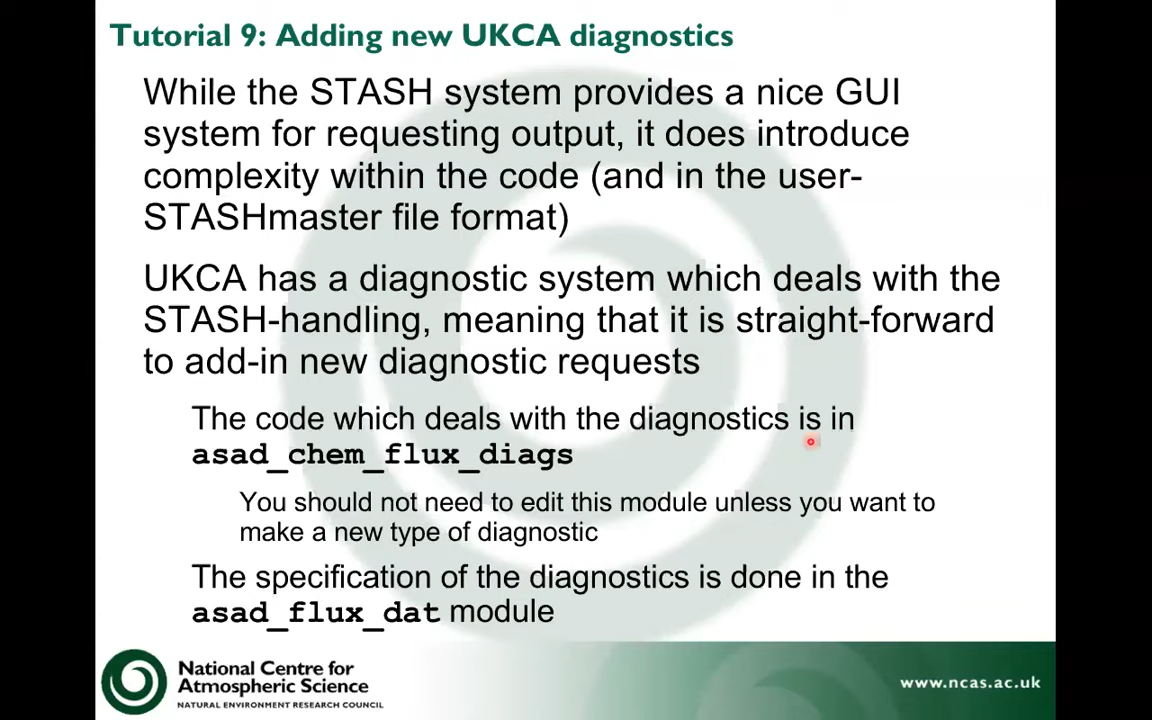 Tutorial 9: Adding new UKCA diagnostics
While the STASH system provides a nice GUI
system for requesting output, it does introduce
complexity within the code (and in the user-
STASHmaster file format)
UKCA has a diagnostic system which deals with the
STASH-handling, meaning that it is straight-forward
to add-in new diagnostic requests
The code which deals with the diagnostics is in
asad_chem_flux_diags
You should not need to edit this module unless you want to
make a new type of diagnostic
The specification of the diagnostics is done in the
asad_flux_dat module
National Centre for
Atmospheric Science
NATURAL ENVIRONMENT RESEARCH COUNCIL
www.ncas.ac.uk